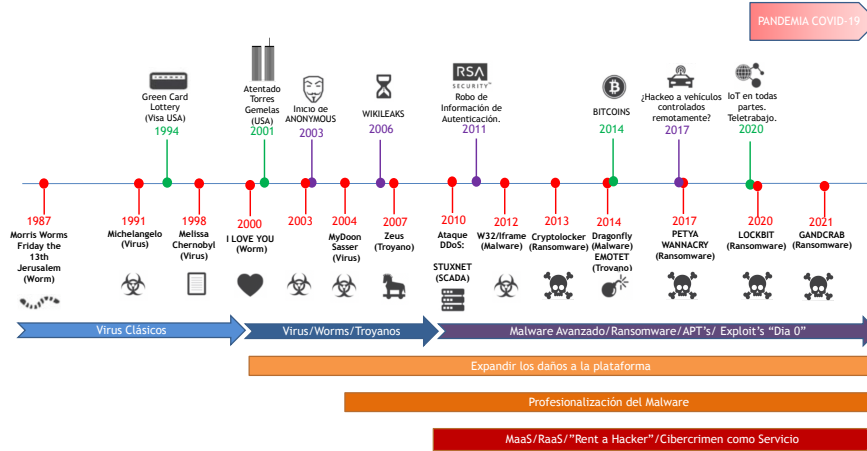 PANDEMIA COVID-19
Green Card
Lottery
(Visa USA)
1994
Atentado
Torres
Gemelas
(USA)
2001
Inicio de
ANONYMOUS
2003
WIKILEAKS
2006
RSA
SECURITY™
Robo de
Información de
Autenticación.
2011
BITCOINS
2014
¿Hackeo a vehículos
controlados
remotamente?
2017
IoT en todas
partes.
Teletrabajo.
2020
1987
Morris Worms
Friday the
13th
Jerusalem
(Worm)
1991
Michelangelo
(Virus)
1998
Melissa
Chernobyl
(Virus)
2000
I LOVE YOU
(Worm)
2003
2004
MyDoon
Sasser
(Virus)
2007
Zeus
(Troyano)
2010
Ataque
DDoS:
STUXNET
(SCADA)
2012
W32/Iframe
(Malware)
2013
Cryptolocker
(Ransomware)
2014
Dragonfly
(Malware)
EMOTET
(Troyano)
2017
PETYA
WANNACRY
(Ransomware)
2020
LOCKBIT
(Ransomware)
2021
GANDCRAB
(Ransomware)
Virus Clásicos
Virus/Worms/Troyanos
Malware Avanzado/Ransomware/APT's/ Exploit's “Dia 0”
Expandir los daños a la plataforma
Profesionalización del Malware
MaaS/RaaS/”Rent a Hacker”/Cibercrimen como Servicio